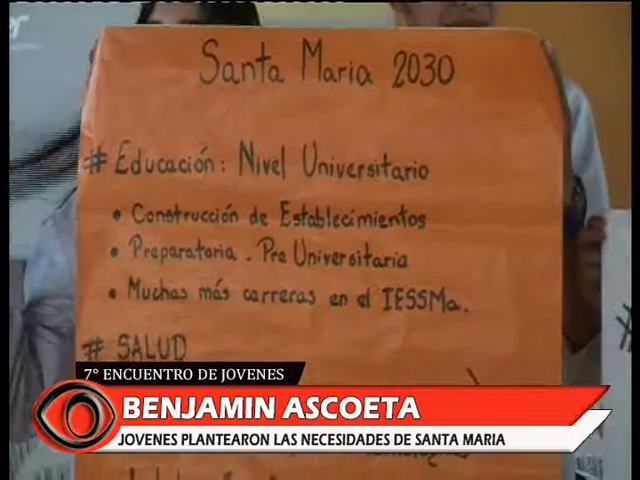 Santa Maria 2030
# Educación: Nivel Universitario
• Construcción de Establecimientos
• Preparatoria . Pre Universitaria
• Muchas más carreras en el IESSMa.
# SALUD
7° ENCUENTRO DE JOVENES
BENJAMIN ASCOETA
JOVENES PLANTEARON LAS NECESIDADES DE SANTA MARIA